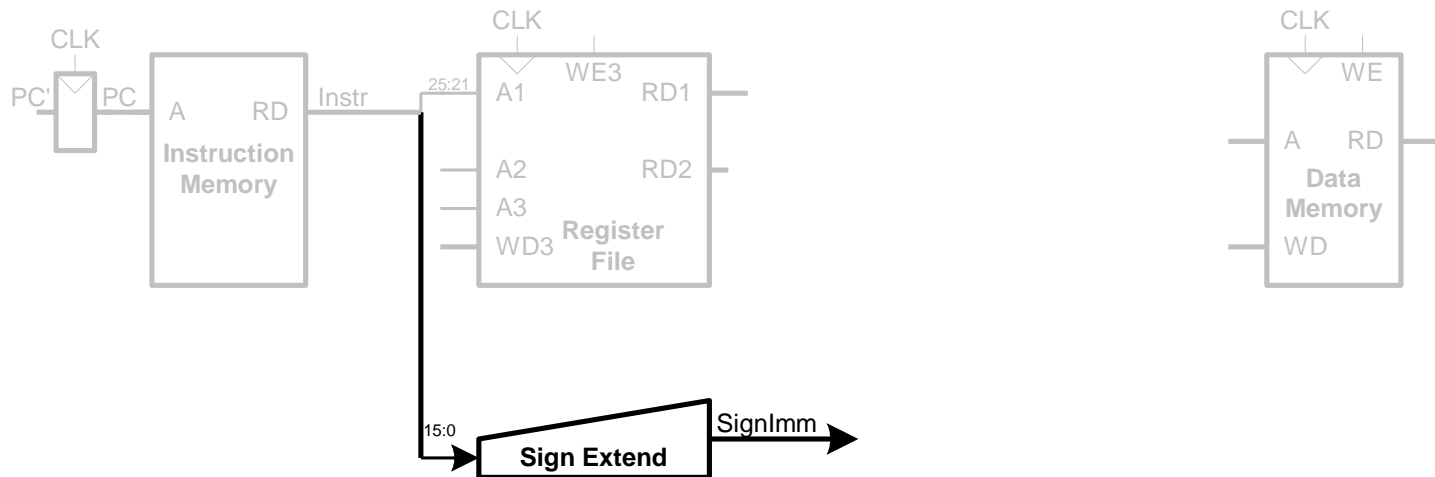 CLK
CLK
CLK
PC'
PC
A
RD
Instr
Instruction
Memory
25:21
A1
WE3
RD1
A2
RD2
A3
WD3
Register
File
WE
A
RD
Data
Memory
WD
15:0
Sign Extend
SignImm